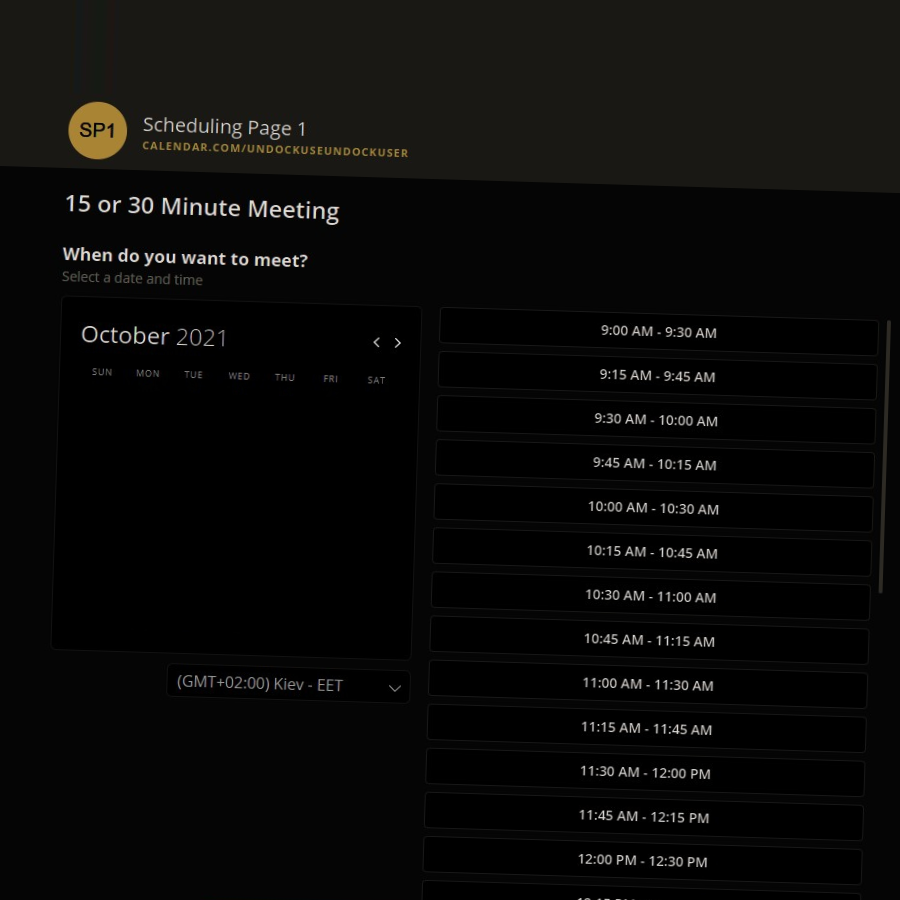 SP1
Scheduling Page 1
CALENDAR.COM/UNDOCKUSEUNDOCKUSER
15 or 30 Minute Meeting
When do you want to meet?
Select a date and time
October 2021
SUN MON TUE WED THU FRI SAT
(GMT+02:00) Kiev - EET
9:00 AM - 9:30 AM
9:15 AM - 9:45 AM
9:30 AM - 10:00 AM
9:45 AM - 10:15 AM
10:00 AM - 10:30 AM
10:15 AM - 10:45 AM
10:30 AM - 11:00 AM
10:45 AM - 11:15 AM
11:00 AM - 11:30 AM
11:15 AM - 11:45 AM
11:30 AM - 12:00 PM
11:45 AM - 12:15 PM
12:00 PM - 12:30 PM